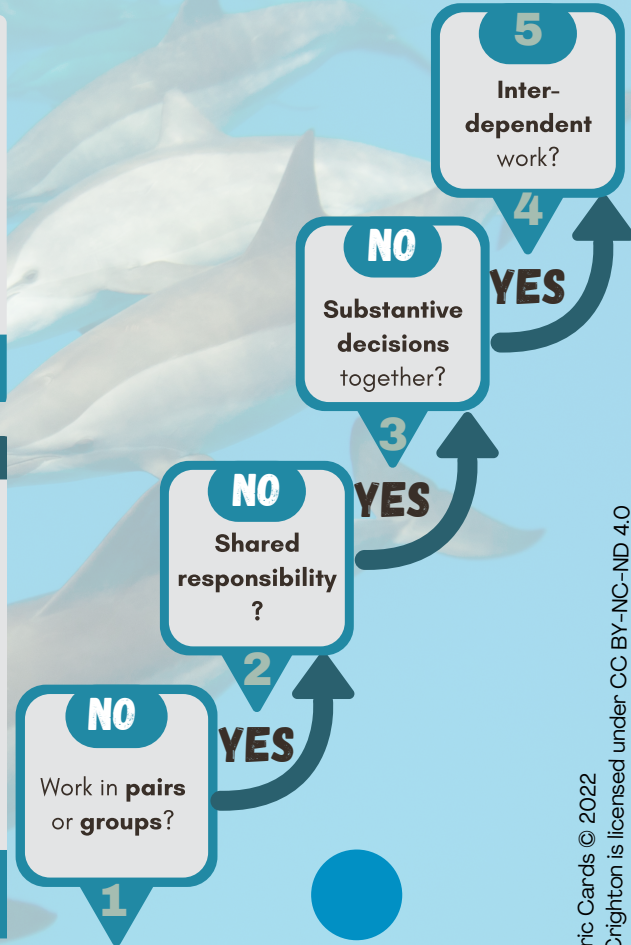 5
Inter-
dependent
work?
4
NO
YES
Substantive
decisions
together?
3
NO
YES
Shared
responsibility
?
2
NO
YES
Work in pairs
or groups?
1
ric Cards © 2022
Crighton is licensed under CC BY-NC-ND 4.0